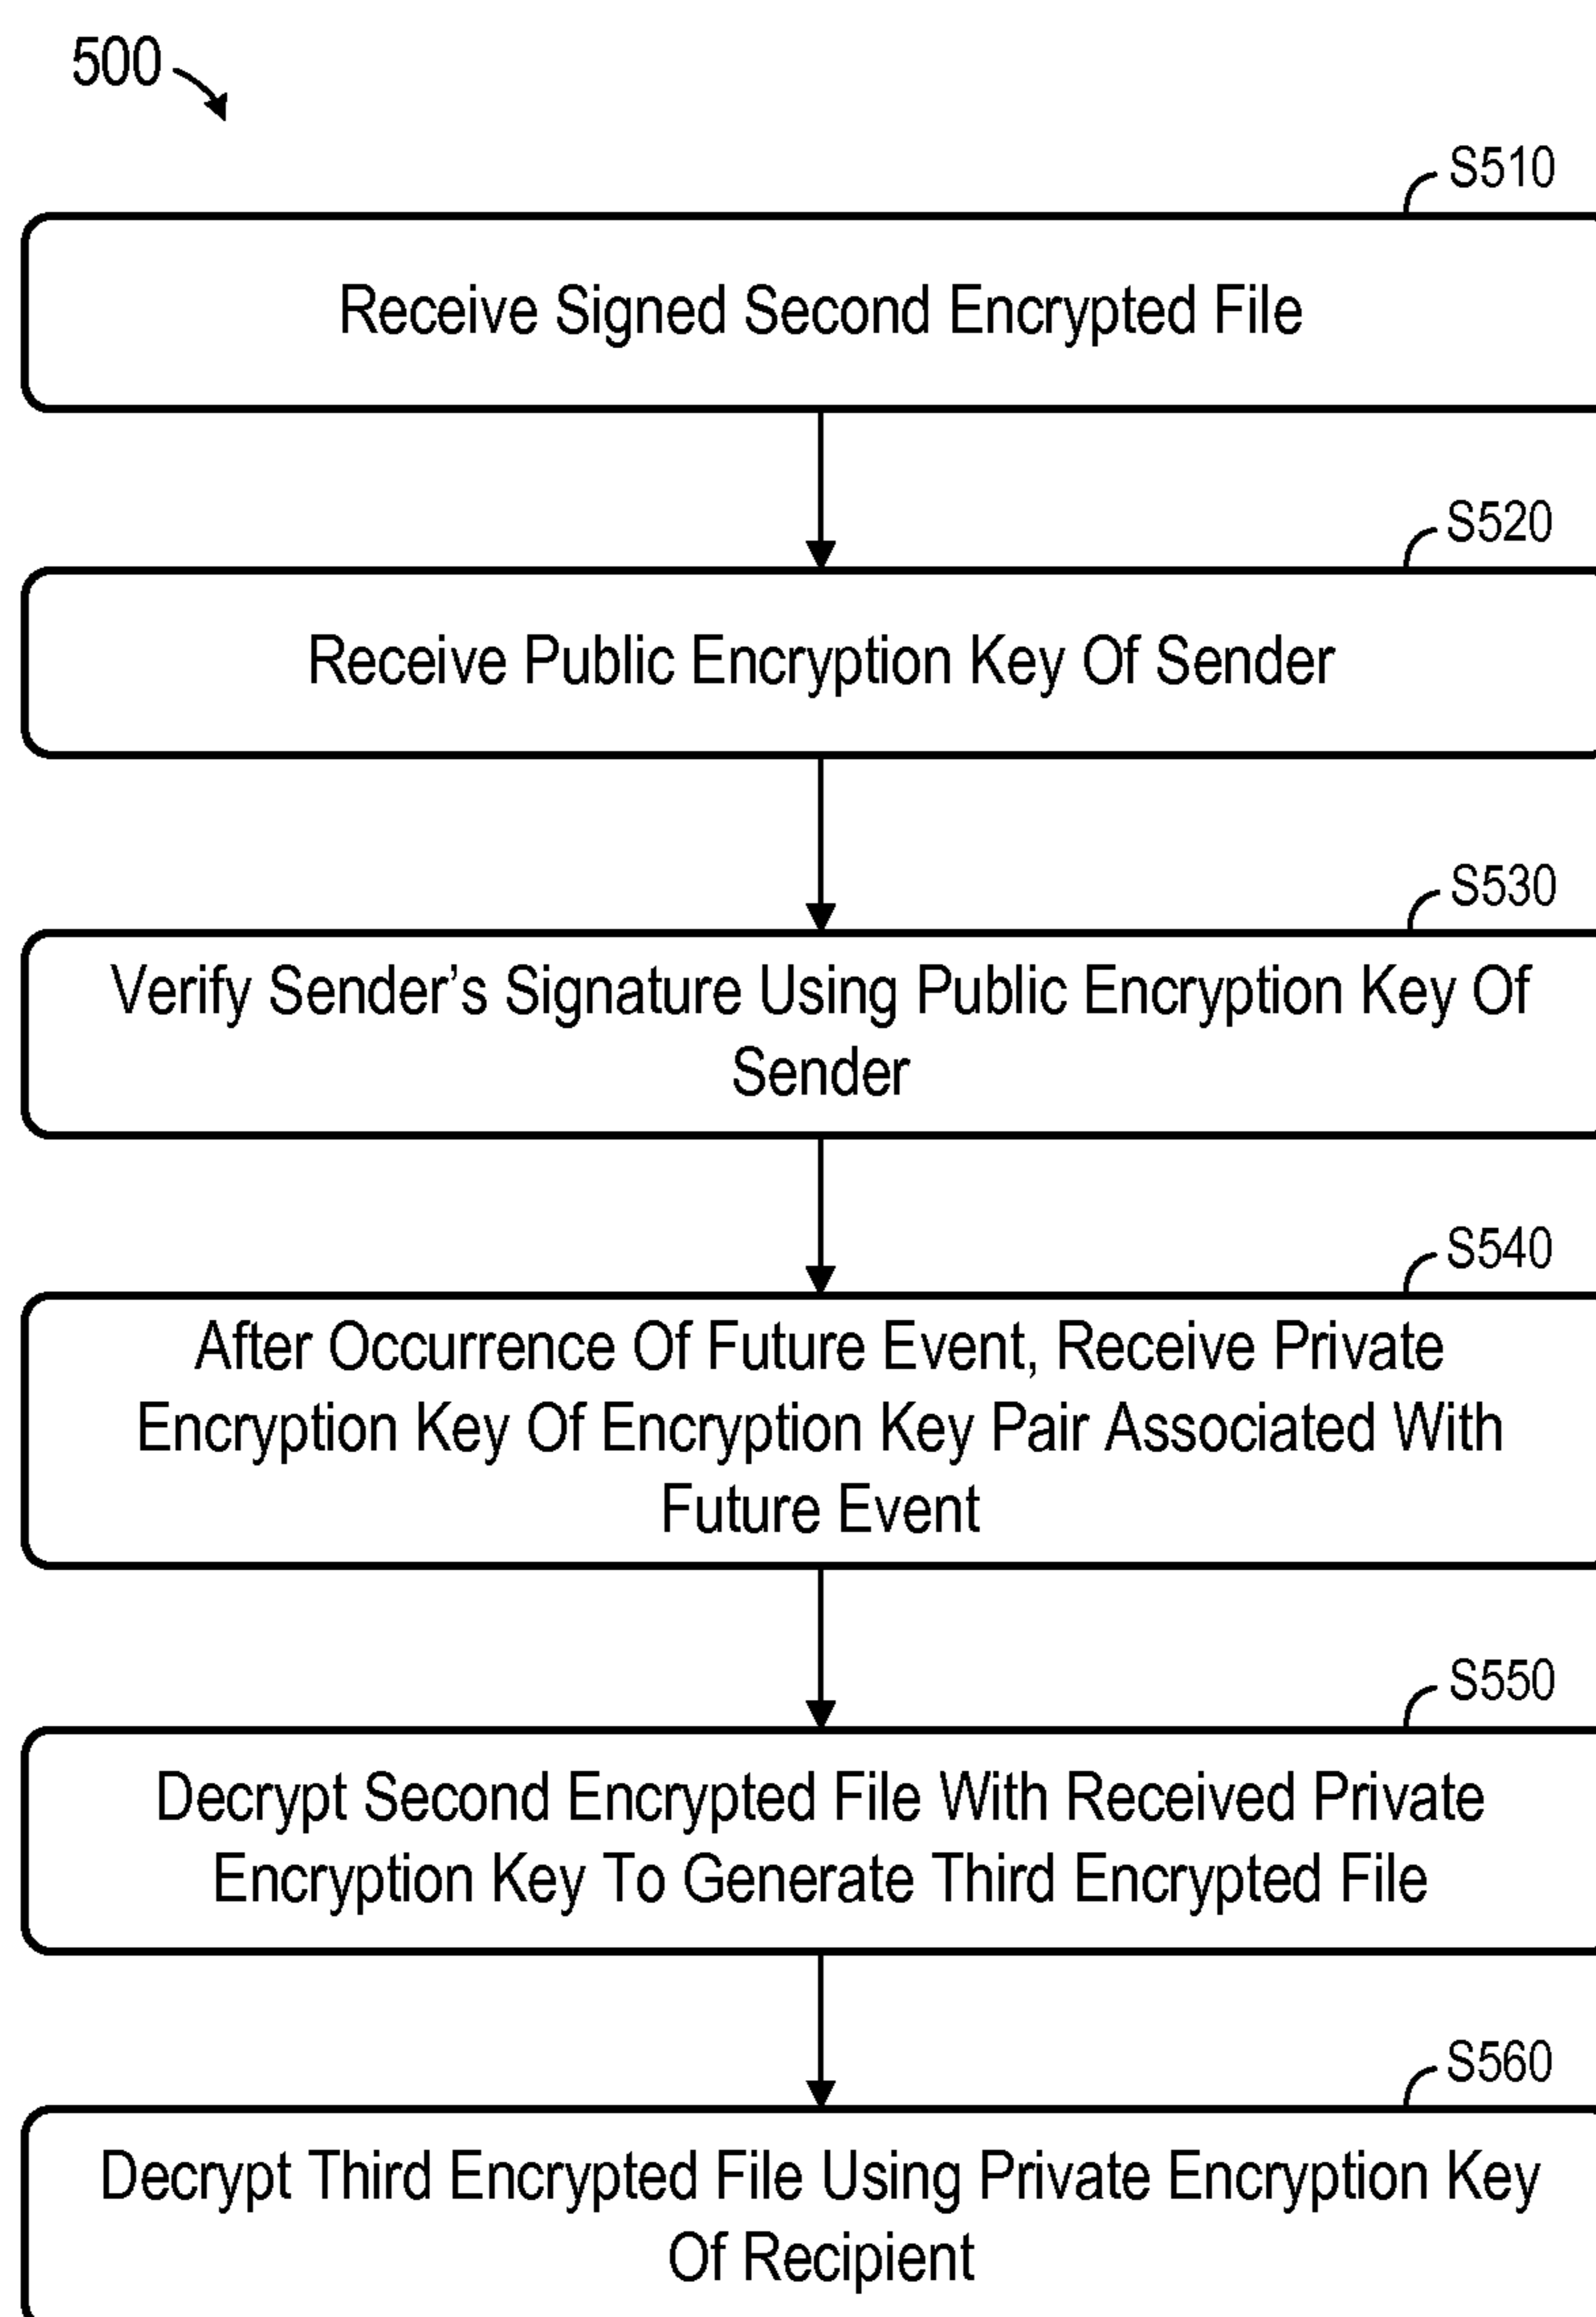 500
S510
Receive Signed Second Encrypted File
S520
Receive Public Encryption Key Of Sender
S530
Verify Sender’s Signature Using Public Encryption Key Of
Sender
S540
After Occurrence Of Future Event, Receive Private
Encryption Key Of Encryption Key Pair Associated With
Future Event
S550
Decrypt Second Encrypted File With Received Private
Encryption Key To Generate Third Encrypted File
S560
Decrypt Third Encrypted File Using Private Encryption Key
Of Recipient